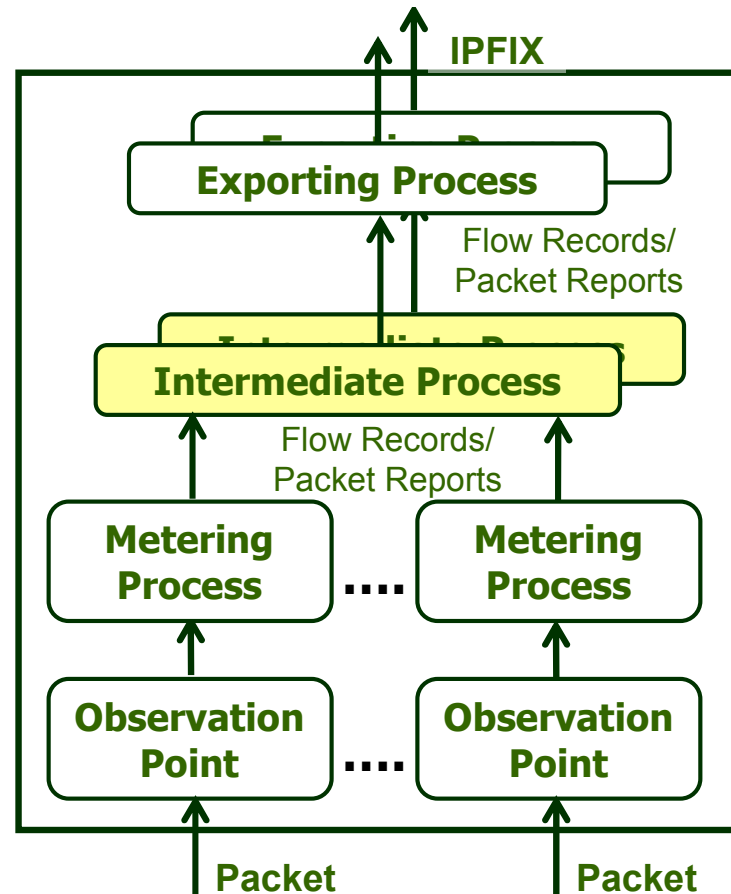 IPFIX
Exporting Process
Flow Records/
Packet Reports
Intermediate Process
Flow Records/
Packet Reports
Metering
Process
....
Metering
Process
Observation
Point
....
Observation
Point
Packet
Packet